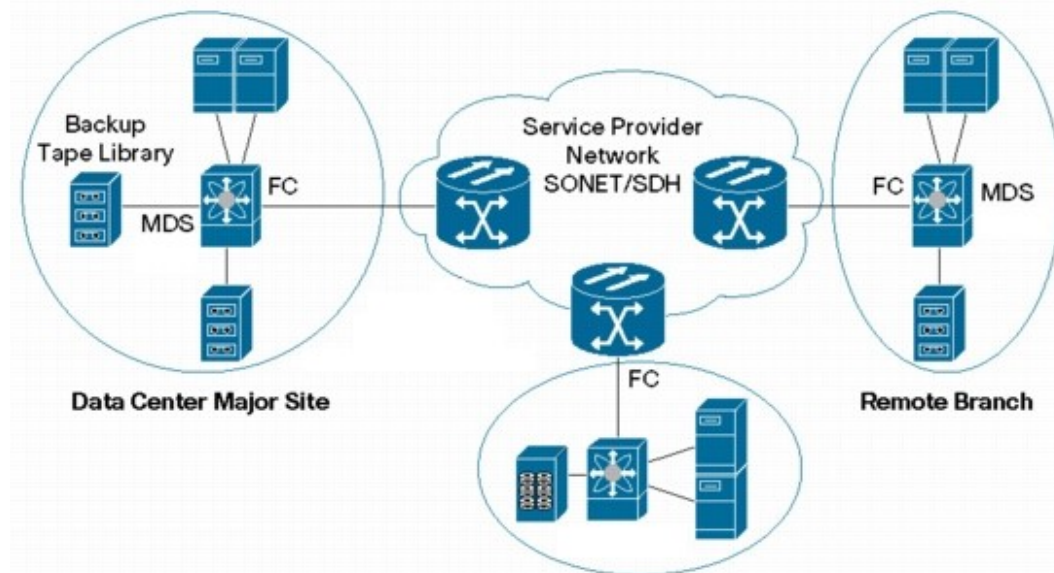 Backup
Tape Library
FC
MDS
Data Center Major Site
Service Provider
Network
SONET/SDH
FC
FC
MDS
Remote Branch